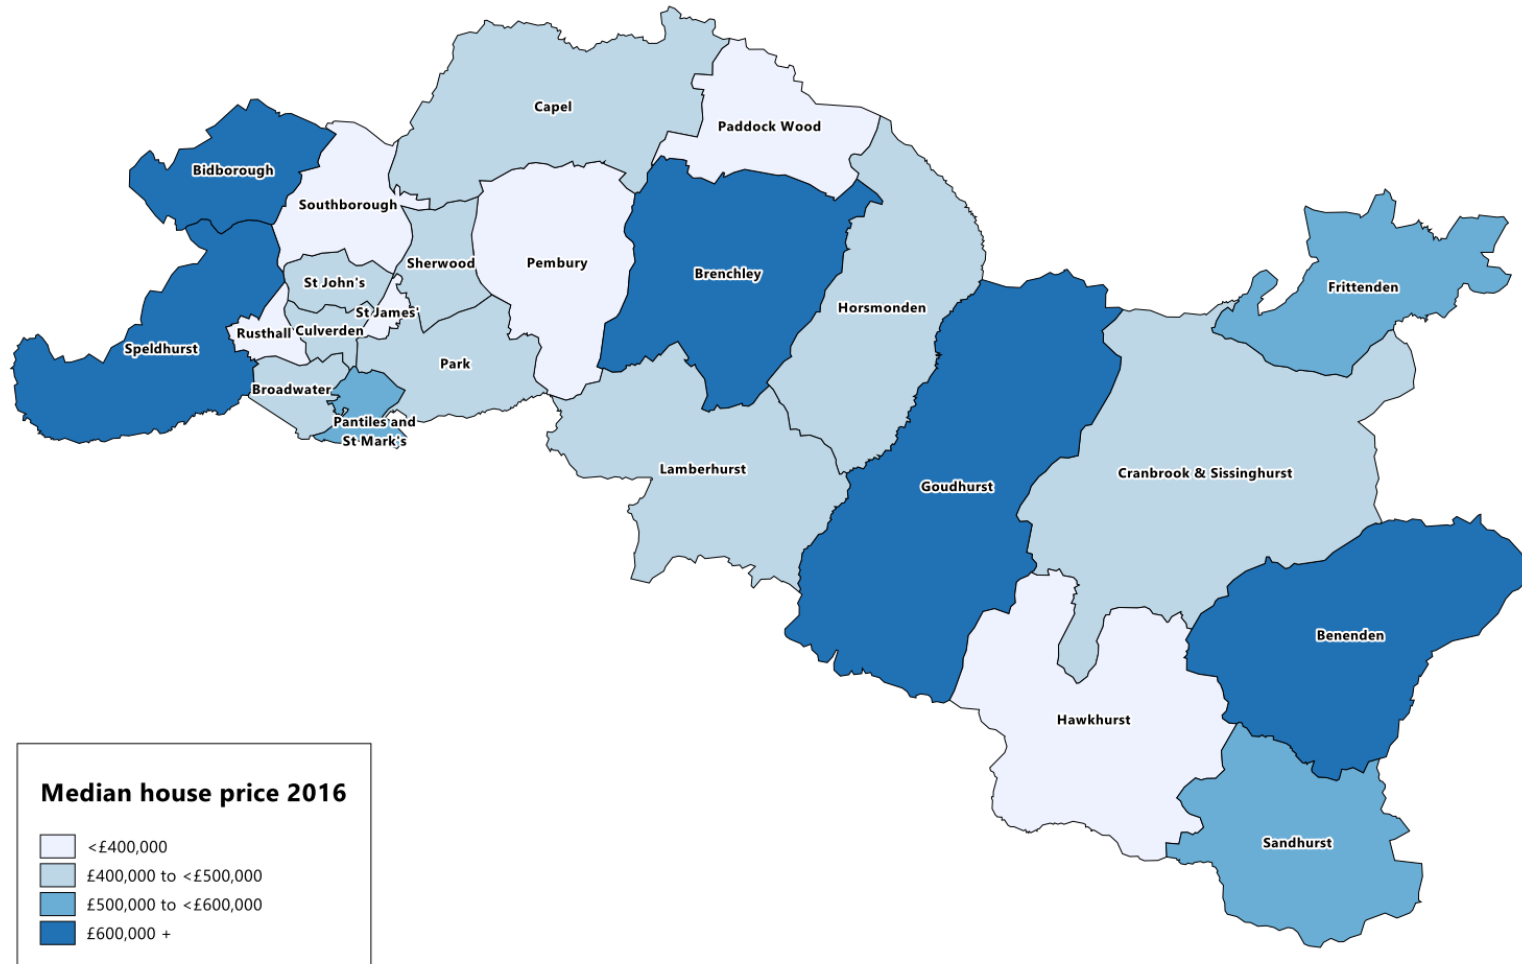 Capel
Paddock Wood
Bidborough
Southborough
Sherwood
Pembury
Brenchley
St John's
Frittenden
Horsmonden
St James'
Rusthall
Culverden
Speldhurst
Park
Broadwater
Pantiles and
St Mark's
Lamberhurst
Cranbrook & Sissinghurst
Goudhurst
Benenden
Hawkhurst
Sandhurst
Median house price 2016
<£400,000
£400,000 to <£500,000
£500,000 to <£600,000
£600,000 +